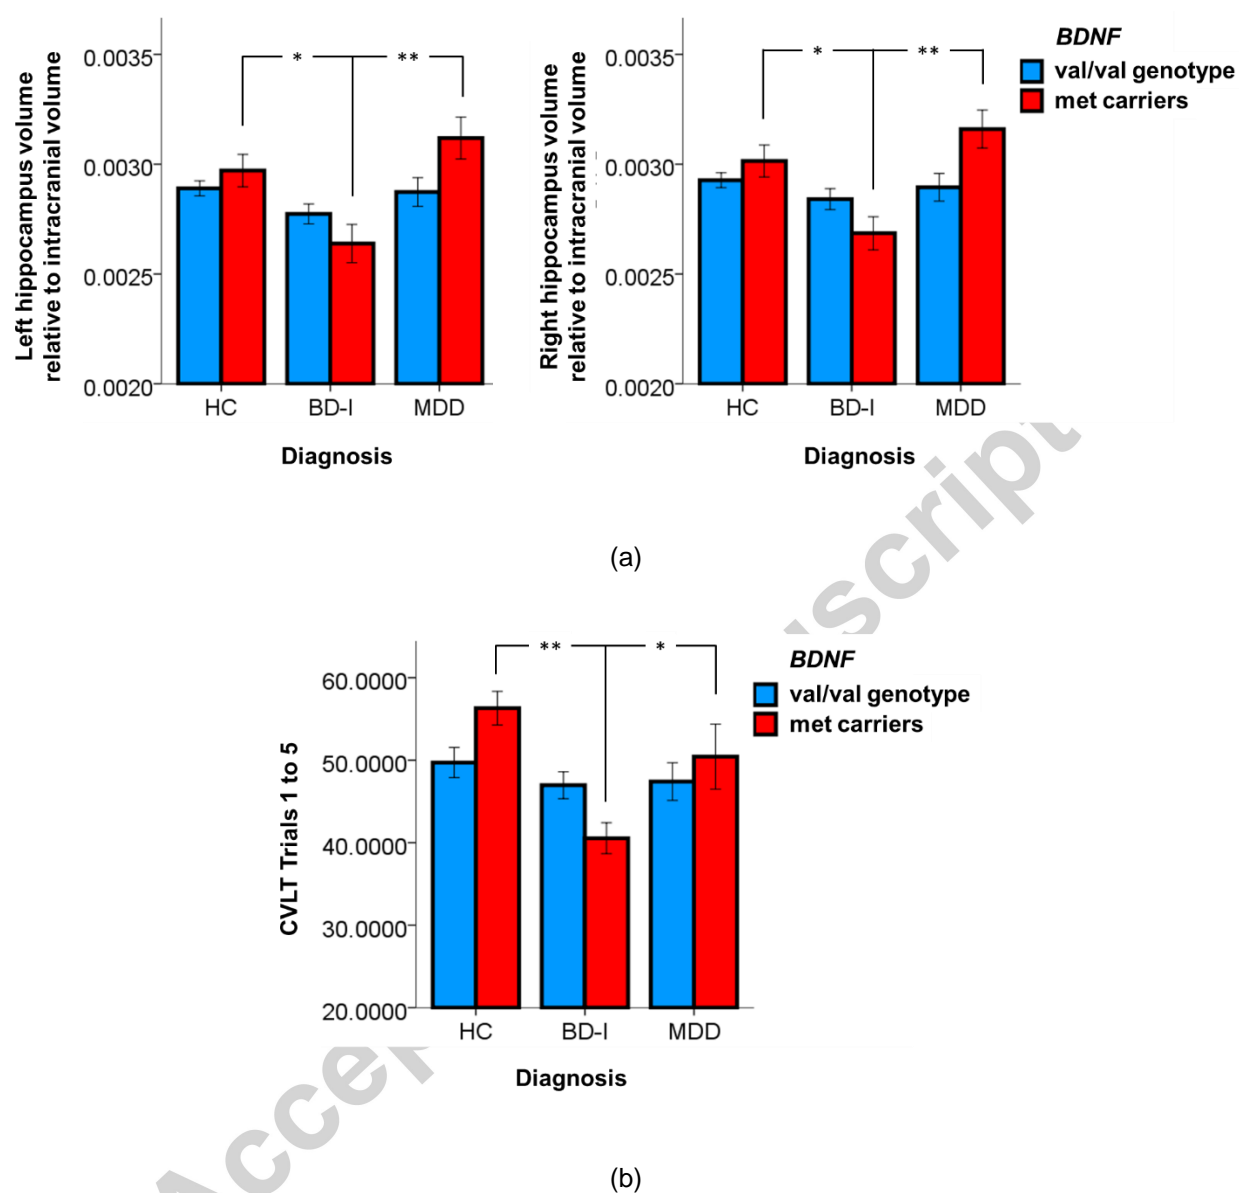 Left hippocampus volume
relative to intracranial volume
0.0035
0.0030
0.0025
0.0020
*
**
HC
BD-I
MDD
Diagnosis
Right hippocampus volume
relative to intracranial volume
0.0035
0.0030
0.0025
0.0020
*
**
HC
BD-I
MDD
Diagnosis
BDNF
val/val genotype
met carriers
(a)
CVLT Trials 1 to 5
60.0000
50.0000
40.0000
30.0000
20.0000
**
*
HC
BD-I
MDD
Diagnosis
BDNF
val/val genotype
met carriers
(b)